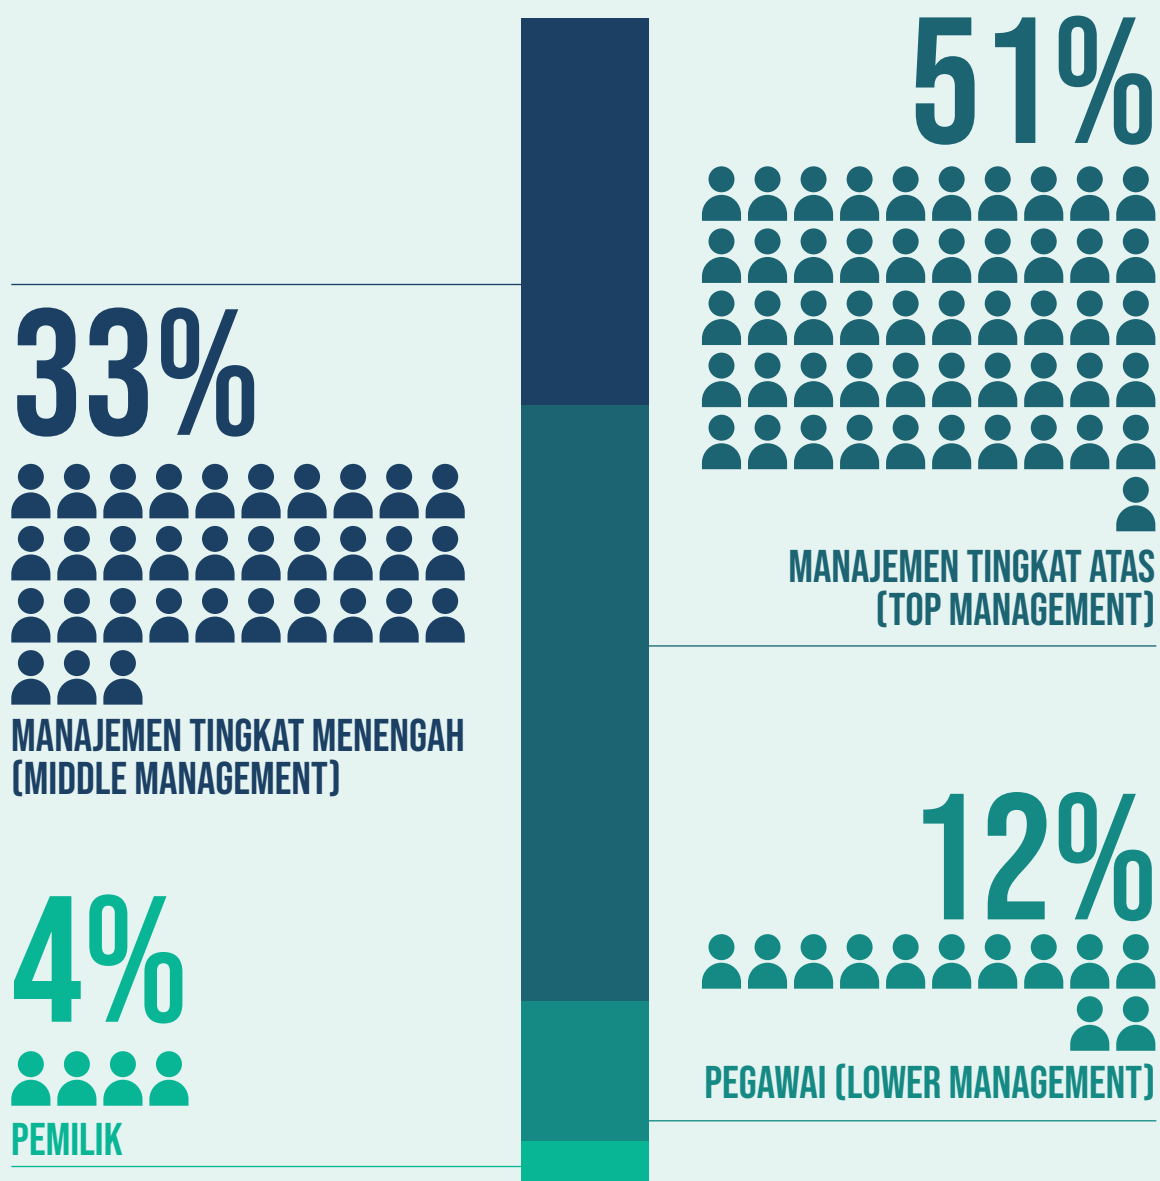 51%
MANAJEMEN TINGKAT ATAS
(TOP MANAGEMENT)
33%
MANAJEMEN TINGKAT MENENGAH
(MIDDLE MANAGEMENT)
12%
PEGAWAI (LOWER MANAGEMENT)
4%
PEMILIK